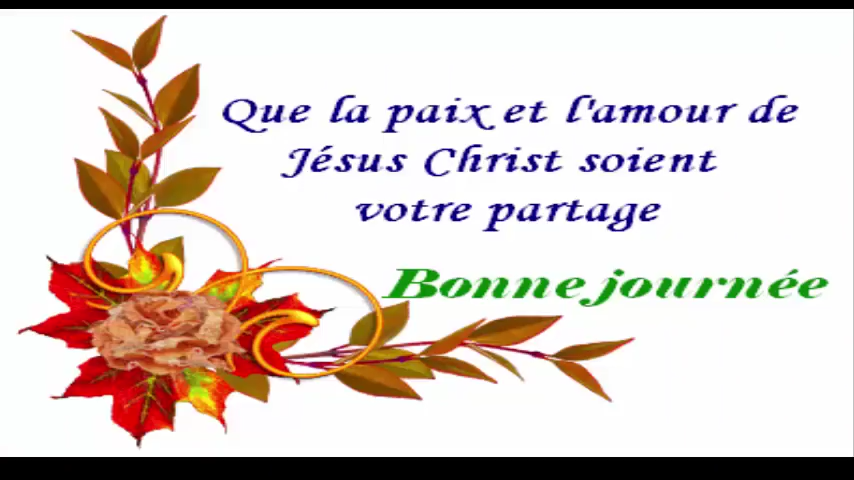 Que la paix et l'amour de
Jésus Christ soient
votre partage
Bonne journée